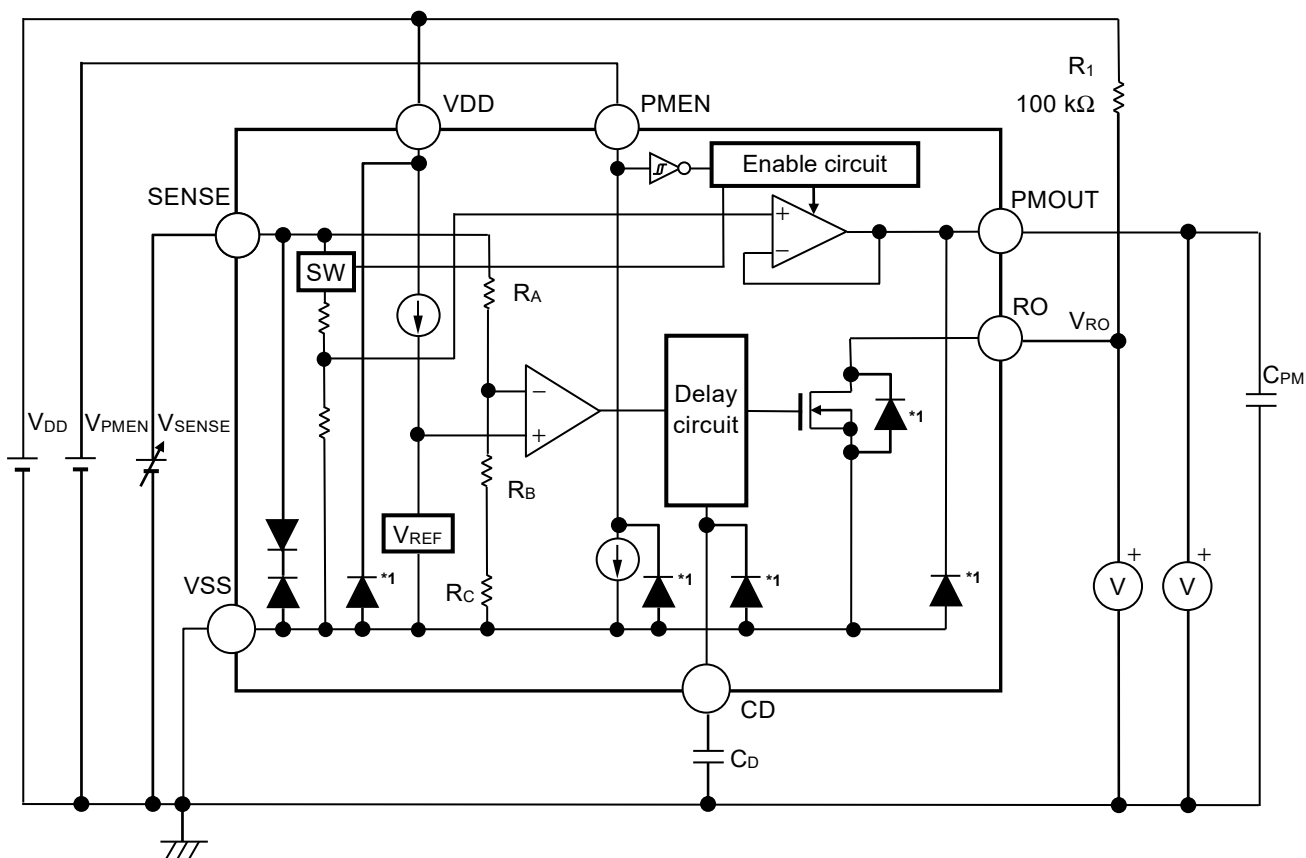 R1
100 kΩ
VDD
PMEN
Enable circuit
SENSE
PMOUT
+
−
SW
RA
RO
VRO
Delay
circuit
−
+
*1
CPM
VDD
VPMEN
VSENSE
RB
VREF
+
+
VSS
*1
RC
*1
*1
*1
V
V
CD
CD